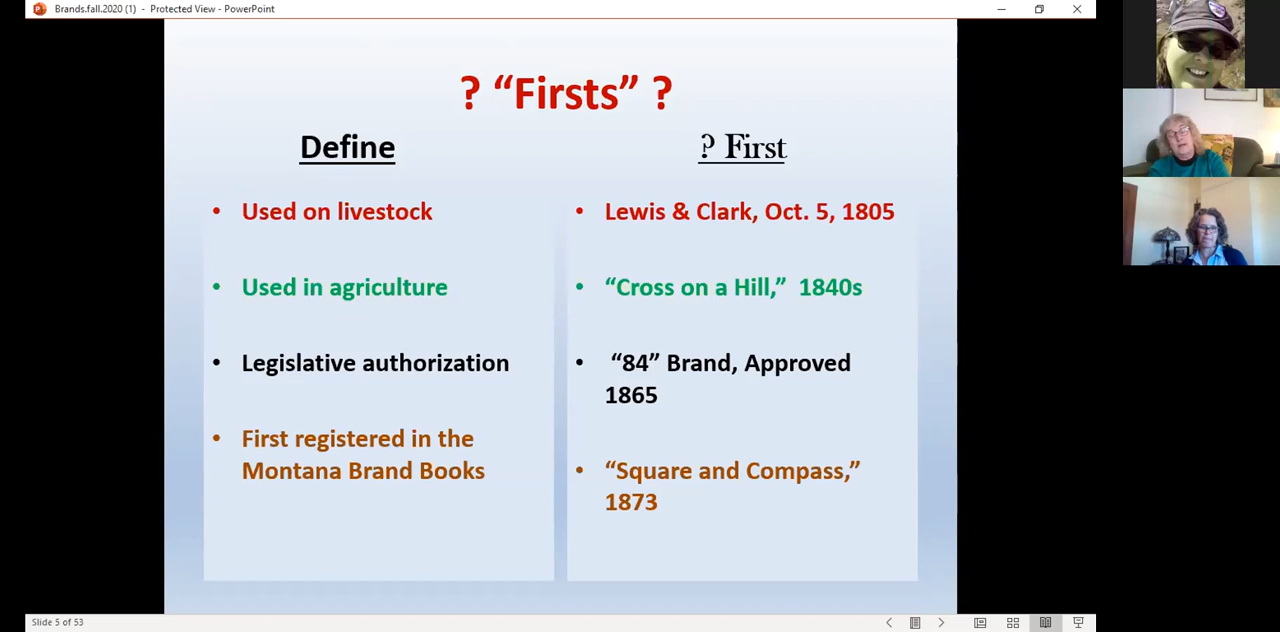 Brands.fall.2020 (1) - Protected View - PowerPoint
? “Firsts” ?
Define
• Used on livestock
• Used in agriculture
• Legislative authorization
• First registered in the
Montana Brand Books
? First
• Lewis & Clark, Oct. 5, 1805
• “Cross on a Hill,” 1840s
• “84” Brand, Approved
1865
• “Square and Compass,”
1873
Slide 5 of 53